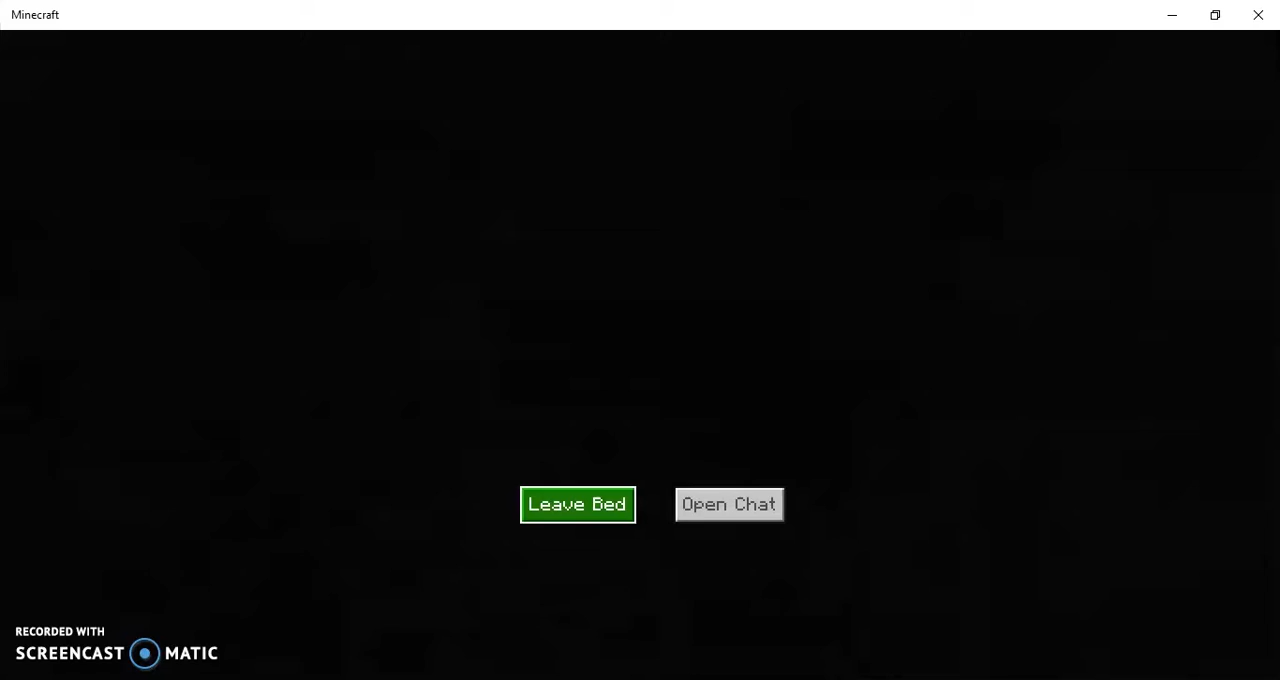 Minecraft
Leave Bed
Open Chat
RECORDED WITH
SCREENCAST MATIC